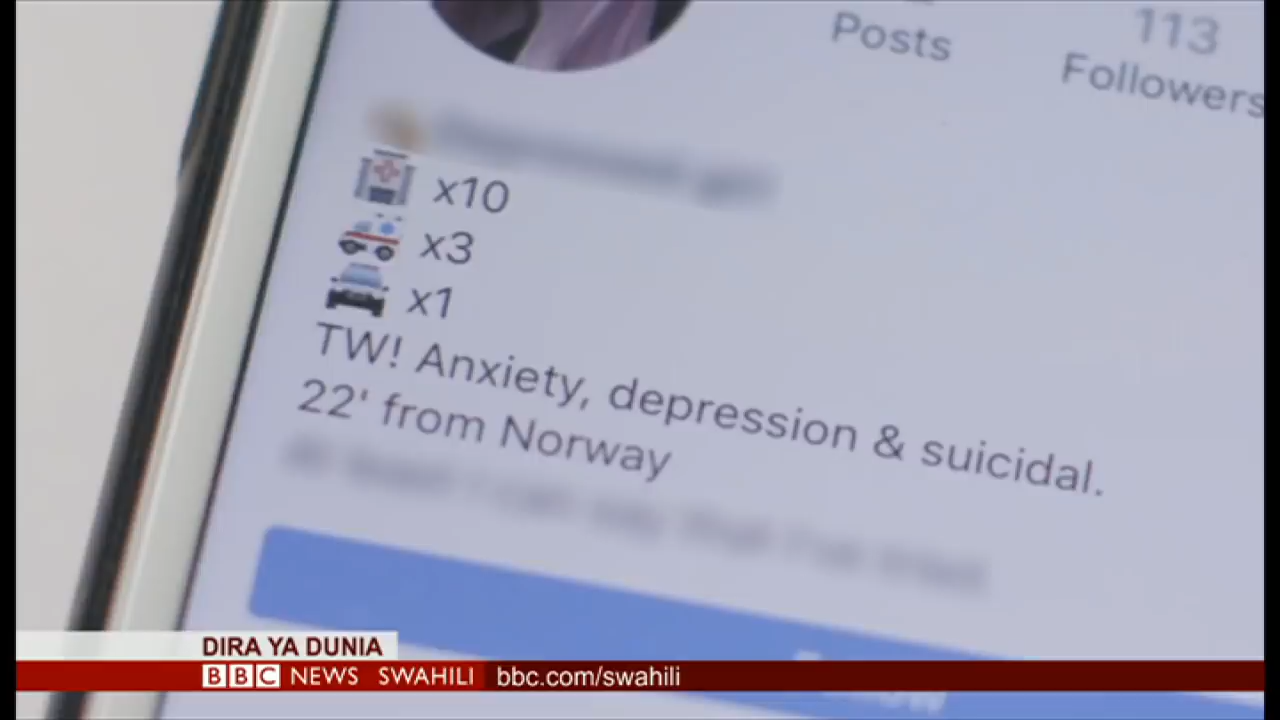 Posts
113
Followers
x10
x3
x1
TW! Anxiety, depression & suicidal.
22' from Norway
DIRA YA DUNIA
BBC NEWS SWAHILI bbc.com/swahili